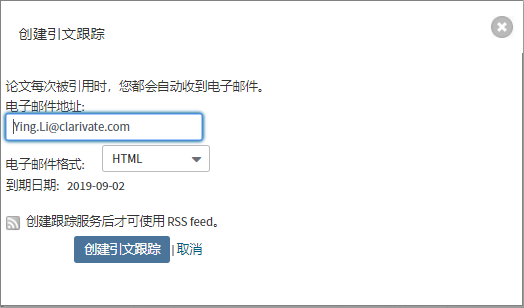 创建引文跟踪
论文每次被引用时，您都会自动收到电子邮件。
电子邮件地址:
Ying.Li@clarivate.com
电子邮件格式: HTML
到期日期: 2019-09-02
创建跟踪服务后才可使用 RSS feed。
创建引文跟踪 | 取消